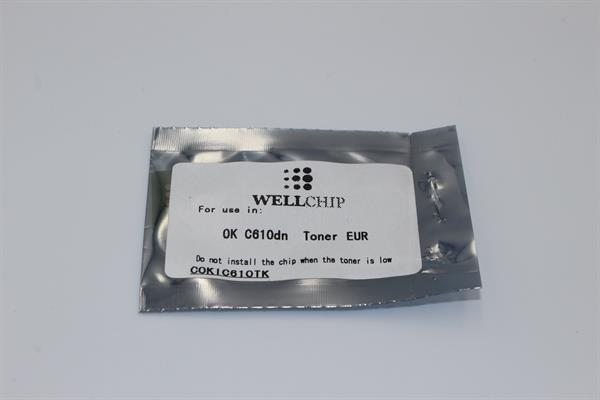 WELLCHIP
For use in:
OK C610dn Toner EUR
Do not install the chip when the toner is low
COKIC610TK